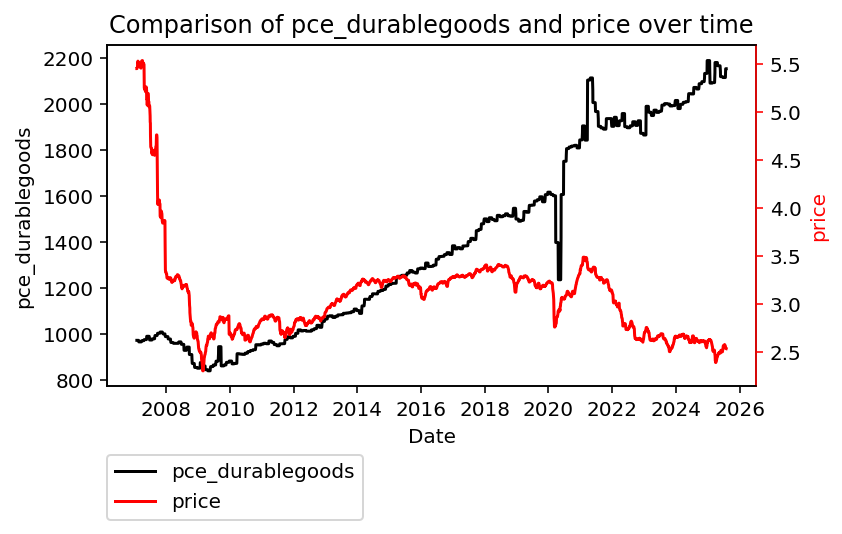 Comparison of pce_durablegoods and price over time
pce_durablegoods
2200
2000
1800
1600
1400
1200
1000
800
5.5
5.0
4.5
4.0
3.5
3.0
2.5
price
2008 2010 2012 2014 2016 2018 2020 2022 2024 2026
Date
pce_durablegoods
price